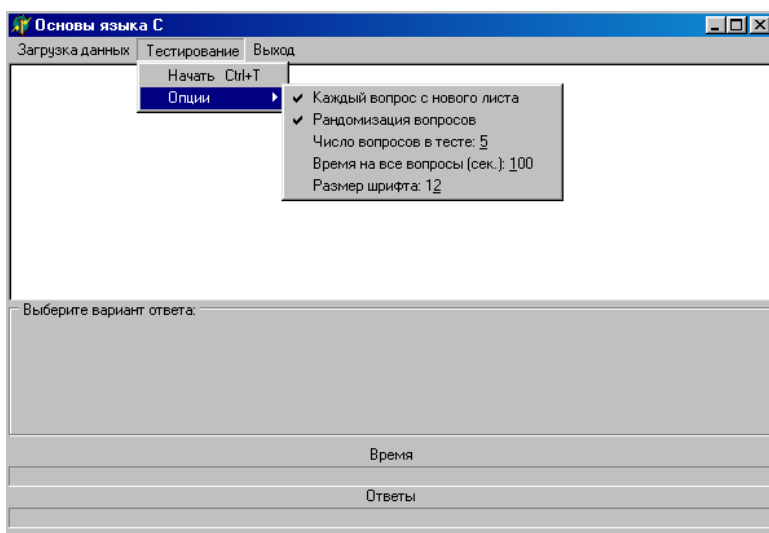 Основы языка С
Загрузка данных Тестирование Выход
Начать Ctrl+T
Опции
Каждый вопрос с нового листа
Рандомизация вопросов
Число вопросов в тесте: 5
Время на все вопросы (сек.): 100
Размер шрифта: 12
Выберите вариант ответа:
Время
Ответы